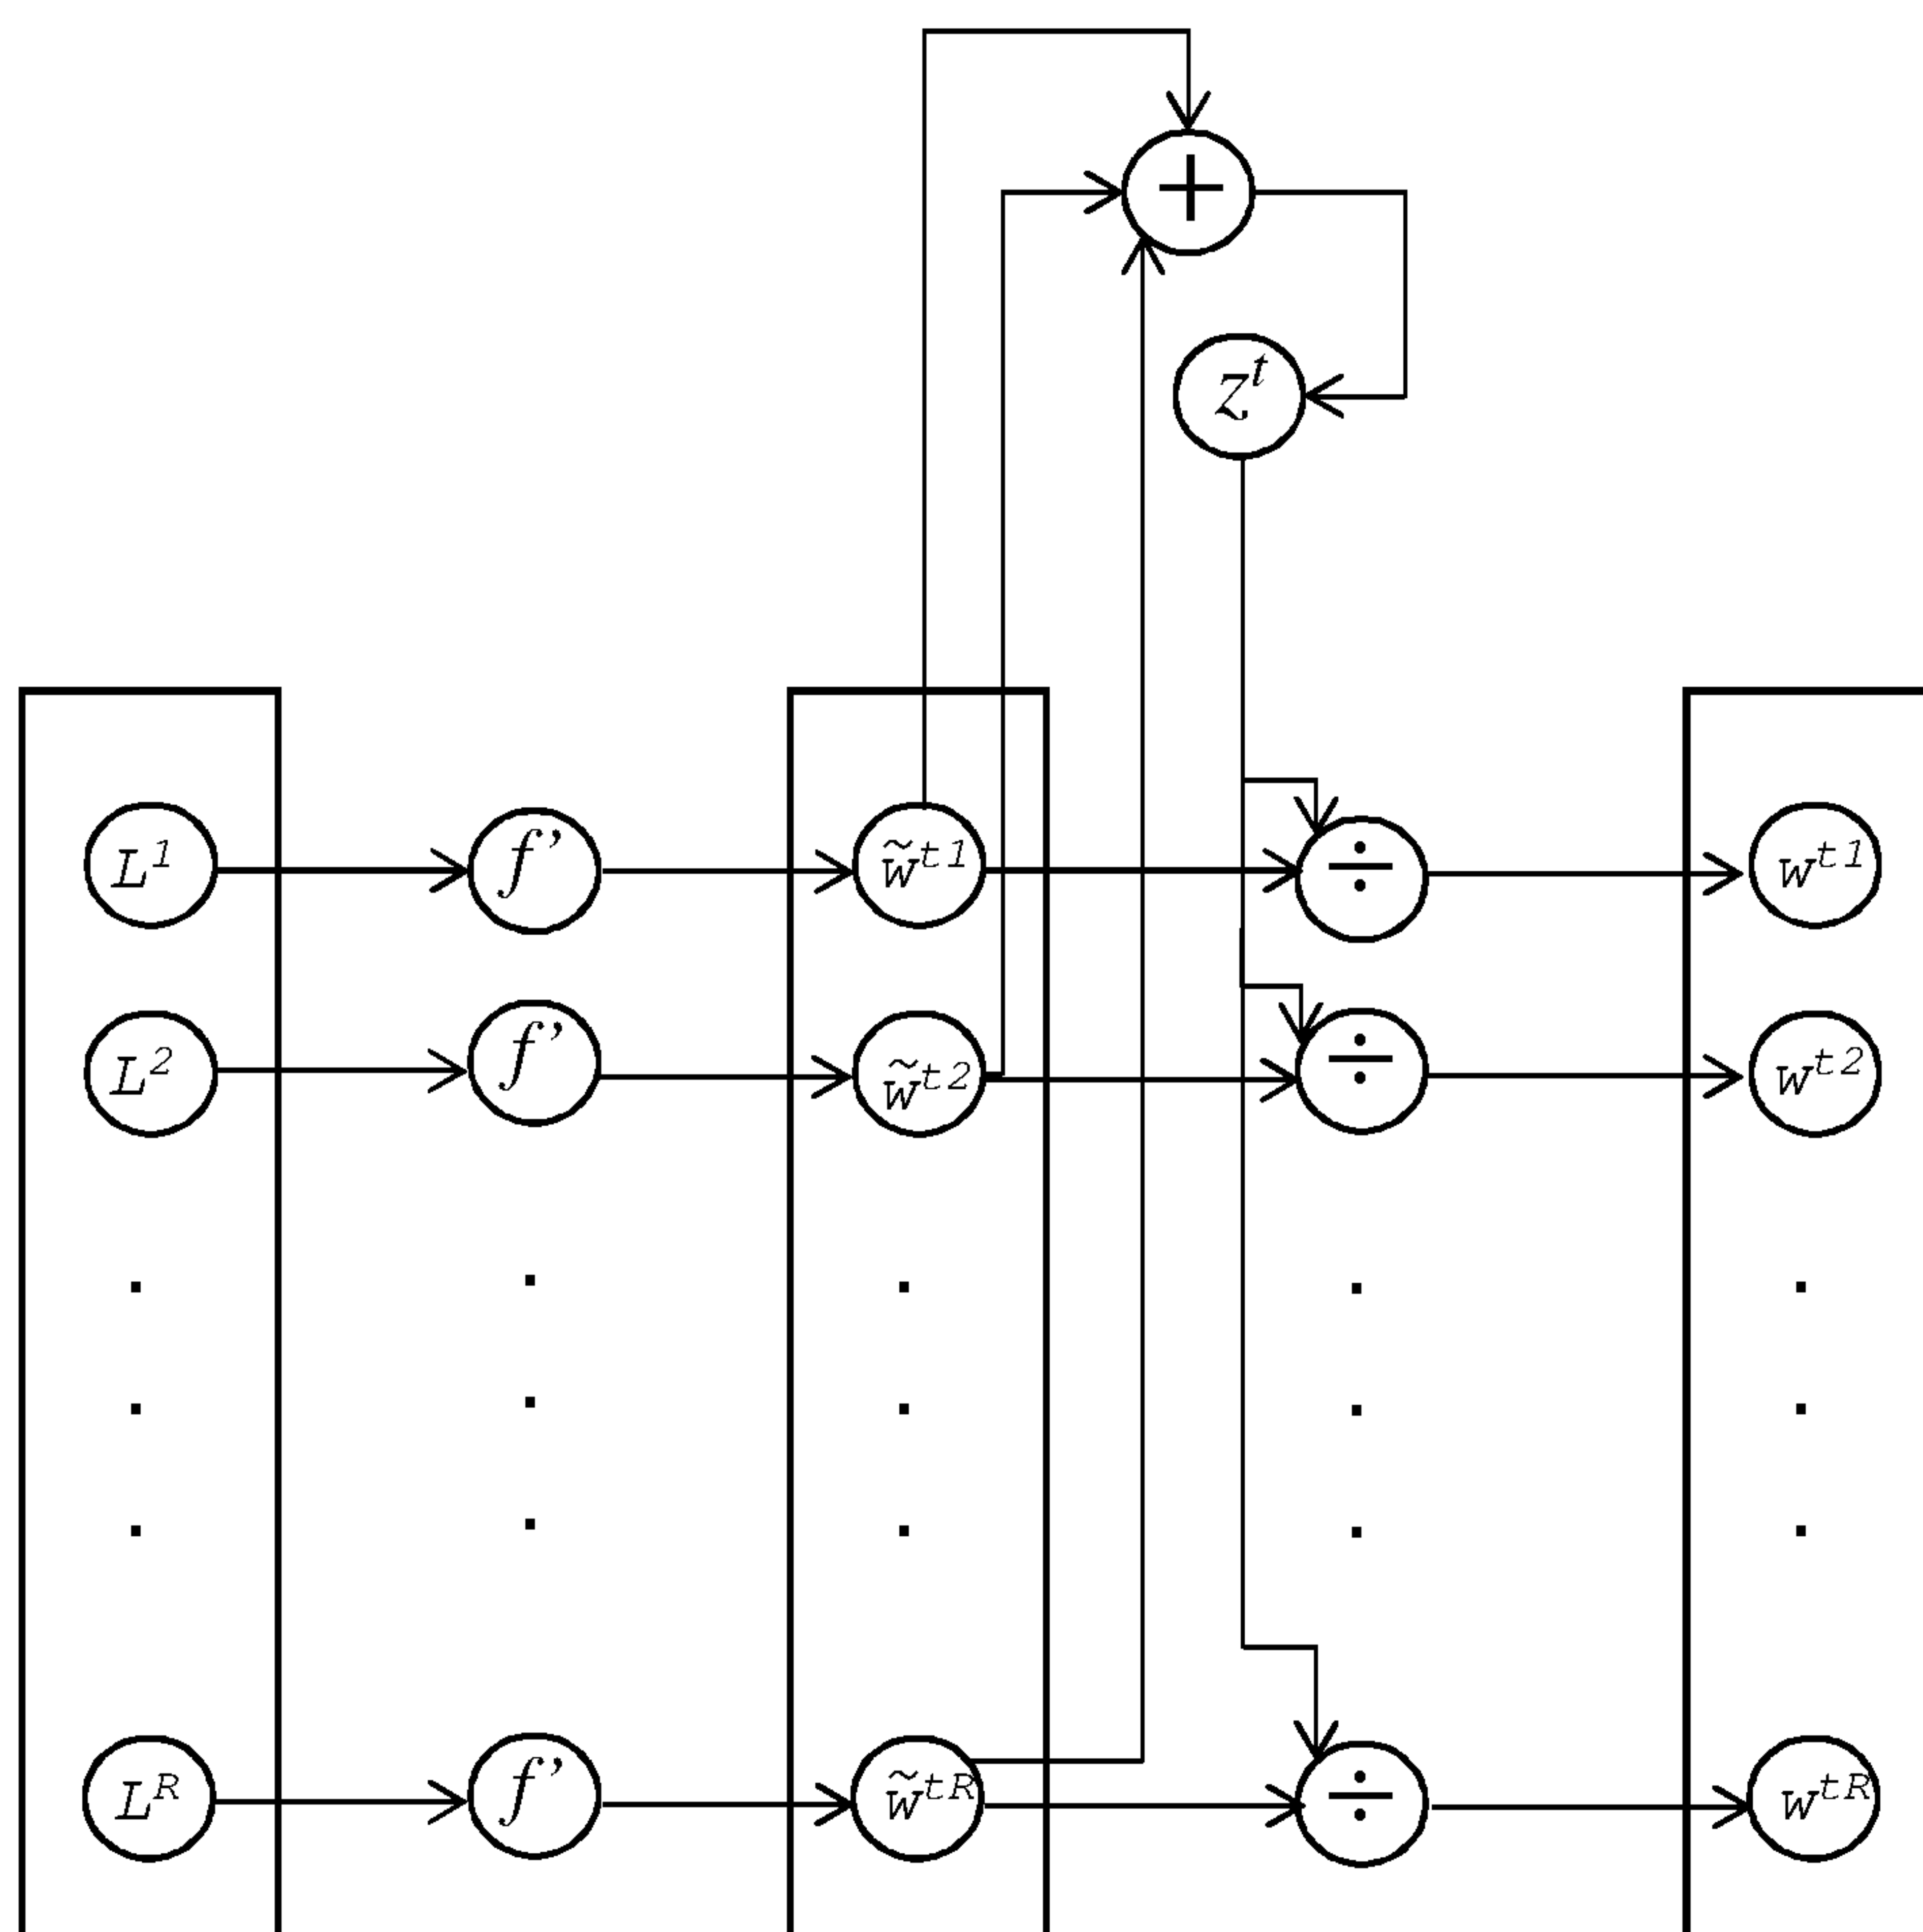 +
z^t
L^1 f’ w̃^t1 ÷ w^t1
L^2 f’ w̃^t2 ÷ w^t2
. . . . .
. . . . .
. . . . .
L^R f’ w̃^tR ÷ w^tR